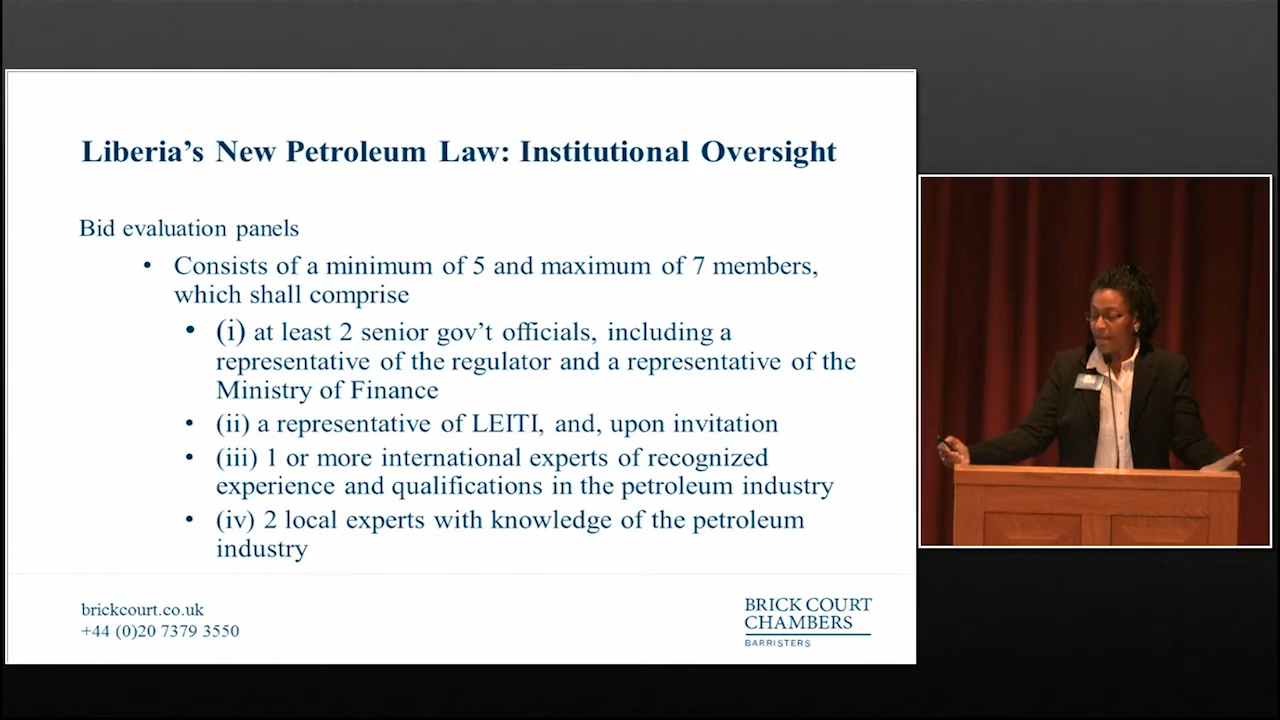 Liberia's New Petroleum Law: Institutional Oversight
Bid evaluation panels
• Consists of a minimum of 5 and maximum of 7 members,
which shall comprise
• (i) at least 2 senior gov't officials, including a
representative of the regulator and a representative of the
Ministry of Finance
• (ii) a representative of LEITI, and, upon invitation
• (iii) 1 or more international experts of recognized
experience and qualifications in the petroleum industry
• (iv) 2 local experts with knowledge of the petroleum
industry
brickcourt.co.uk
+44 (0)20 7379 3550
BRICK COURT
CHAMBERS
BARRISTERS